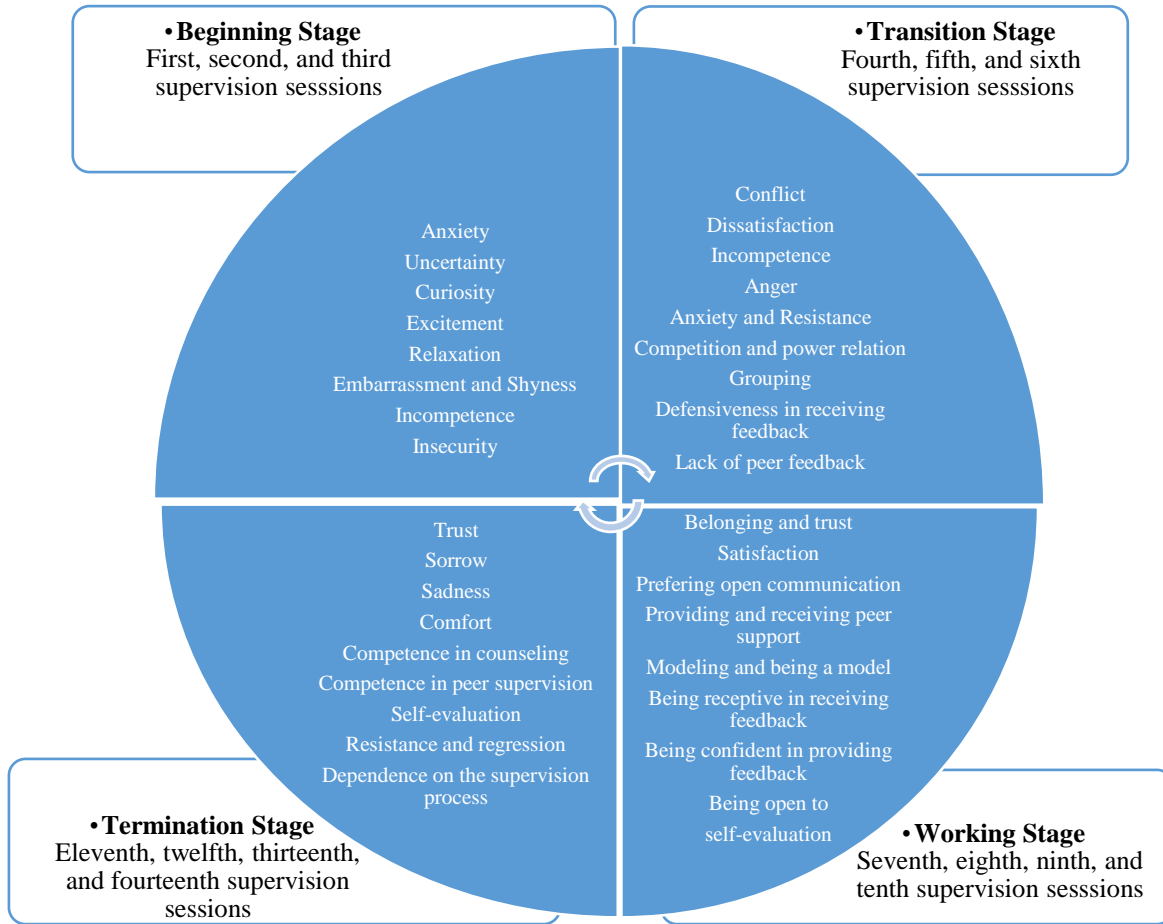 •Beginning Stage
First, second, and third
supervision sesssions
•Transition Stage
Fourth, fifth, and sixth
supervision sesssions
Anxiety
Uncertainty
Curiosity
Excitement
Relaxation
Embarrassment and Shyness
Incompetence
Insecurity
Conflict
Dissatisfaction
Incompetence
Anger
Anxiety and Resistance
Competition and power relation
Grouping
Defensiveness in receiving
feedback
Lack of peer feedback
Trust
Sorrow
Sadness
Comfort
Competence in counseling
Competence in peer supervision
Self-evaluation
Resistance and regression
Dependence on the supervision
process
Belonging and trust
Satisfaction
Prefering open communication
Providing and receiving peer
support
Modeling and being a model
Being receptive in receiving
feedback
Being confident in providing
feedback
Being open to
self-evaluation
•Termination Stage
Eleventh, twelfth, thirteenth,
and fourteenth supervision
sessions
•Working Stage
Seventh, eighth, ninth, and
tenth supervision sesssions